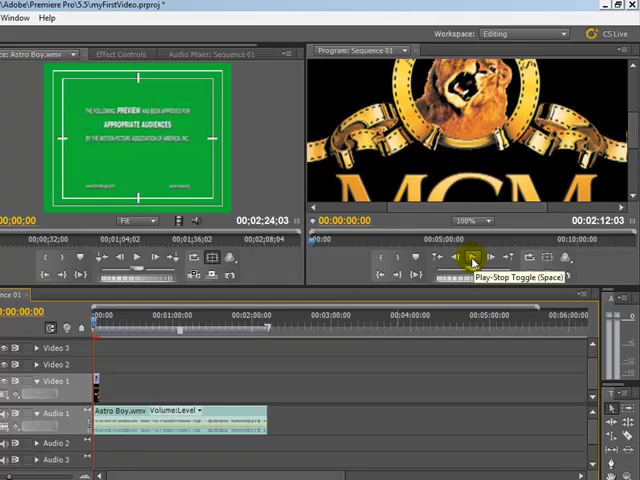 /Adobe/Premiere Pro/5.5/myFirstVideo.prproj *
Window Help
Workspace: Editing CS Live
Astro Boy.wmv Effect Controls Audio Mixer: Sequence 01 Program: Sequence 01
THE FOLLOWING PREVIEW HAS BEEN APPROVED FOR
APPROPRIATE AUDIENCES
BY THE MOTION PICTURE ASSOCIATION OF AMERICA, INC.
MGM
00;00;00 Fit 00;02;24;03 00:00:00:00 100% 00:02:12:03
00;00;32;00 00;01;04;02 00;01;36;02 00;02;08;04 00:00 00:05:00:00 00:10:00:00
Play-Stop Toggle (Space)
ence 01
0:00:00:00 00:00 00:01:00:00 00:02:00:00 00:03:00:00 00:04:00:00 00:05:00:00 00:06:00:00
Video 3
Video 2
Video 1
Audio 1 Astro Boy.wmv Volume:Level
Audio 2
Audio 3